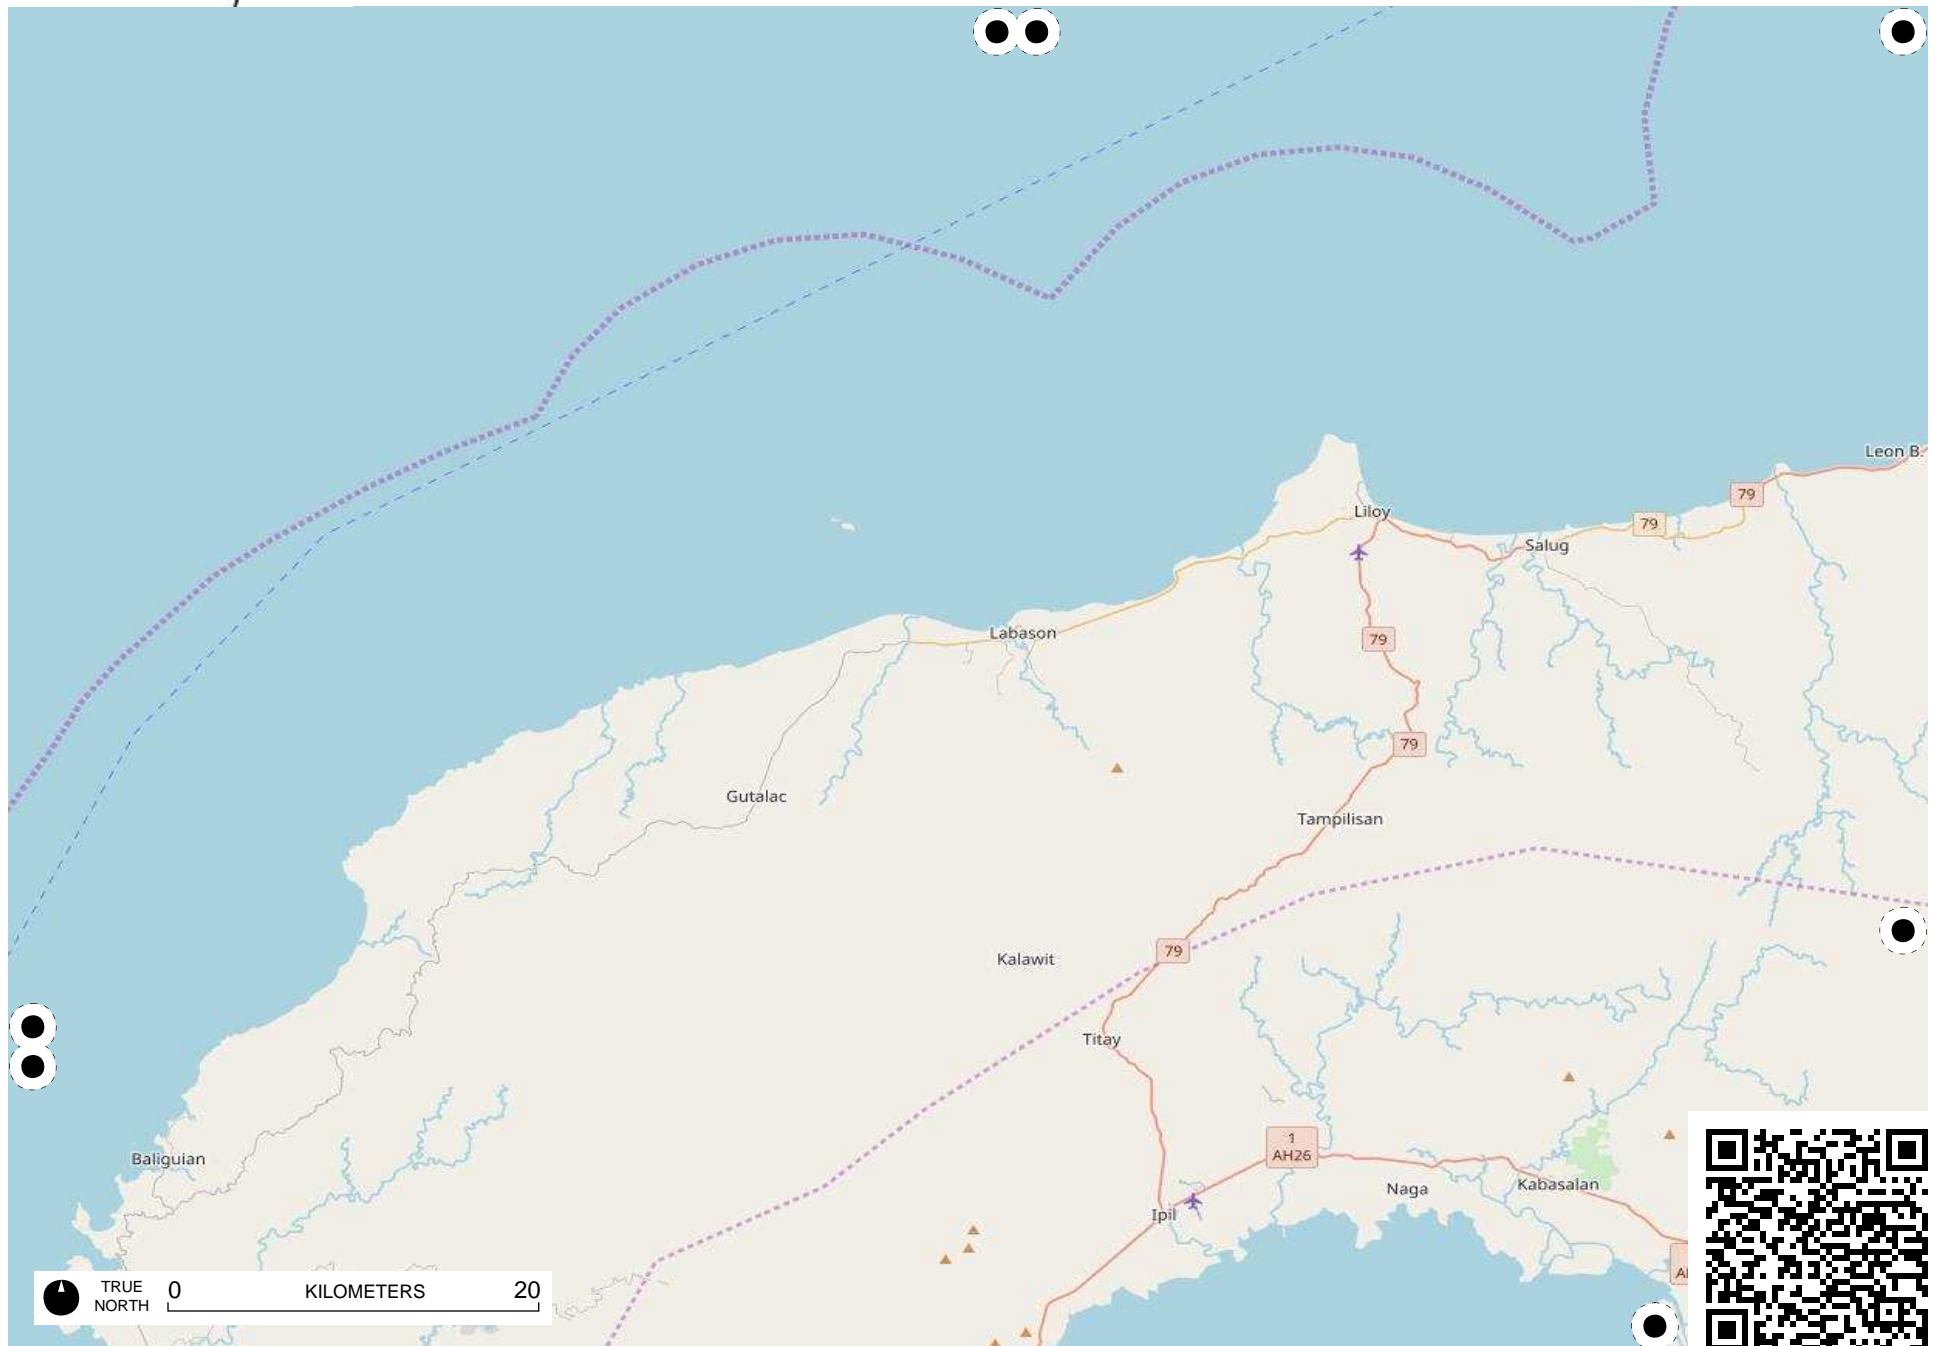 Leon B.
79
79
Liloy
Salug
Labason
79
79
Gutalac
Tampilisan
79
Kalawit
Titay
1
AH26
Baliguian
Naga
Kabasalan
Ipil
TRUE
NORTH
0 KILOMETERS 20